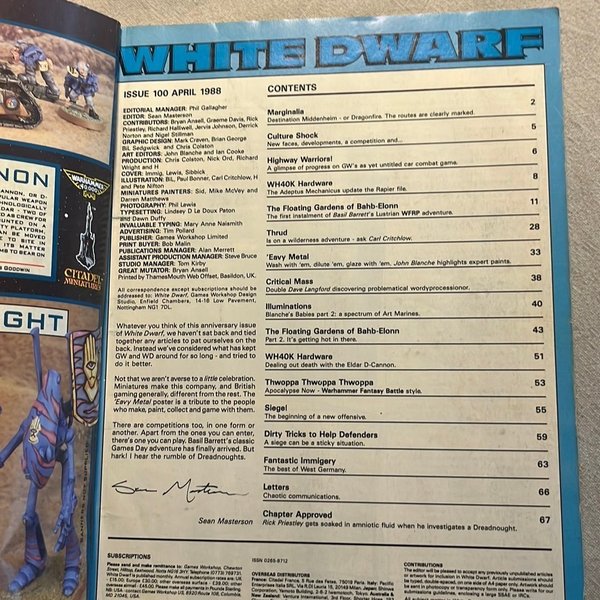 WHITE DWARF
ISSUE 100 APRIL 1988
EDITORIAL MANAGER: Phil Gallagher
EDITOR: Sean Masterson
CONTRIBUTORS: Bryan Ansell, Graeme Davis, Rick
Priestley, Richard Halliwell, Jervis Johnson, Derrick
Norton and Nigel Stillman
GRAPHIC DESIGN: Mark Craven, Brian George
Bil Sedgwick and Chris Colston
ART EDITORS: John Blanche and Ian Cooke
PRODUCTION: Chris Colston, Nick Ord, Richard
Wright and H
COVER: Immig, Lewis, Sibbick
ILLUSTRATION: BIL, Paul Bonner, Carl Critchlow, H
and Pete Nifton
MINIATURES PAINTERS: Sid, Mike McVey and
Darren Matthews
PHOTOGRAPHY: Phil Lewis
TYPESETTING: Lindsey D Le Doux Paton
and Dawn Duffy
INVALUABLE TYPING: Mary Anne Naismith
ADVERTISING: Tim Pollard
PUBLISHER: Games Workshop Limited
PRINT BUYER: Bob Malin
PUBLICATIONS MANAGER: Alan Merrett
ASSISTANT PRODUCTION MANAGER: Steve Bruce
STUDIO MANAGER: Tom Kirby
GREAT MUTATOR: Bryan Ansell
Printed by ThamesMouth Web Offset, Basildon, UK.
All correspondence except subscriptions should be
addressed to: White Dwarf, Games Workshop Design
Studio, Enfield Chambers, 14-16 Low Pavement,
Nottingham NG1 7DL.
Whatever you think of this anniversary issue
of White Dwarf, we haven't sat back and tied
together any articles to pat ourselves on the
back. Instead we've considered what has kept
GW and WD around for so long - and tried to
do it better.
Not that we aren't averse to a little celebration.
Miniatures make this company, and British
gaming generally, different from the rest. The
'Eavy Metal poster is a tribute to the people
who make, paint, collect and game with them.
There are competitions too, in one form or
another. Apart from the ones you can enter,
there's one you can play. Basil Barrett's classic
Games Day adventure has finally arrived. But
hark! I hear the rumble of Dreadnoughts.
Sean Masterson
Sean Masterson
CONTENTS
Marginalia 2
Destination Middenheim - or Dragonfire. The routes are clearly marked.
Culture Shock 5
New faces, developments, a competition and...
Highway Warriors! 6
A glimpse of progress on GW's as yet untitled car combat game.
WH40K Hardware 8
The Adeptus Mechanicus update the Rapier file.
The Floating Gardens of Bahb-Elonn 11
The first instalment of Basil Barrett's Lustrian WFRP adventure.
Thrud 28
Is on a wilderness adventure - ask Carl Critchlow.
'Eavy Metal 33
Wash with 'em, dilute 'em, glaze with 'em. John Blanche highlights expert paints.
Critical Mass 38
Double Dave Langford discovering problematical wordprocessionor.
Illuminations 40
Blanche's Babies part 2: a spectrum of Art Marines.
The Floating Gardens of Bahb-Elonn 43
Part 2. It's getting hot in there.
WH40K Hardware 51
Dealing out death with the Eldar D-Cannon.
Thwoppa Thwoppa Thwoppa 53
Apocalypse Now - Warhammer Fantasy Battle style.
Siege! 55
The beginning of a new offensive.
Dirty Tricks to Help Defenders 59
A siege can be a sticky situation.
Fantastic Immigery 63
The best of West Germany.
Letters 66
Chaotic communications.
Chapter Approved 67
Rick Priestley gets soaked in amniotic fluid when he investigates a Dreadnought.
SUBSCRIPTIONS
Please send and make remittance to: Games Workshop, Chewton
ISSN 0265-8712
OVERSEAS DISTRIBUTORS
CONTRIBUTIONS
NON
WARHAMMER
40,000
CITADEL
MINIATURES
GOODWIN
GHT